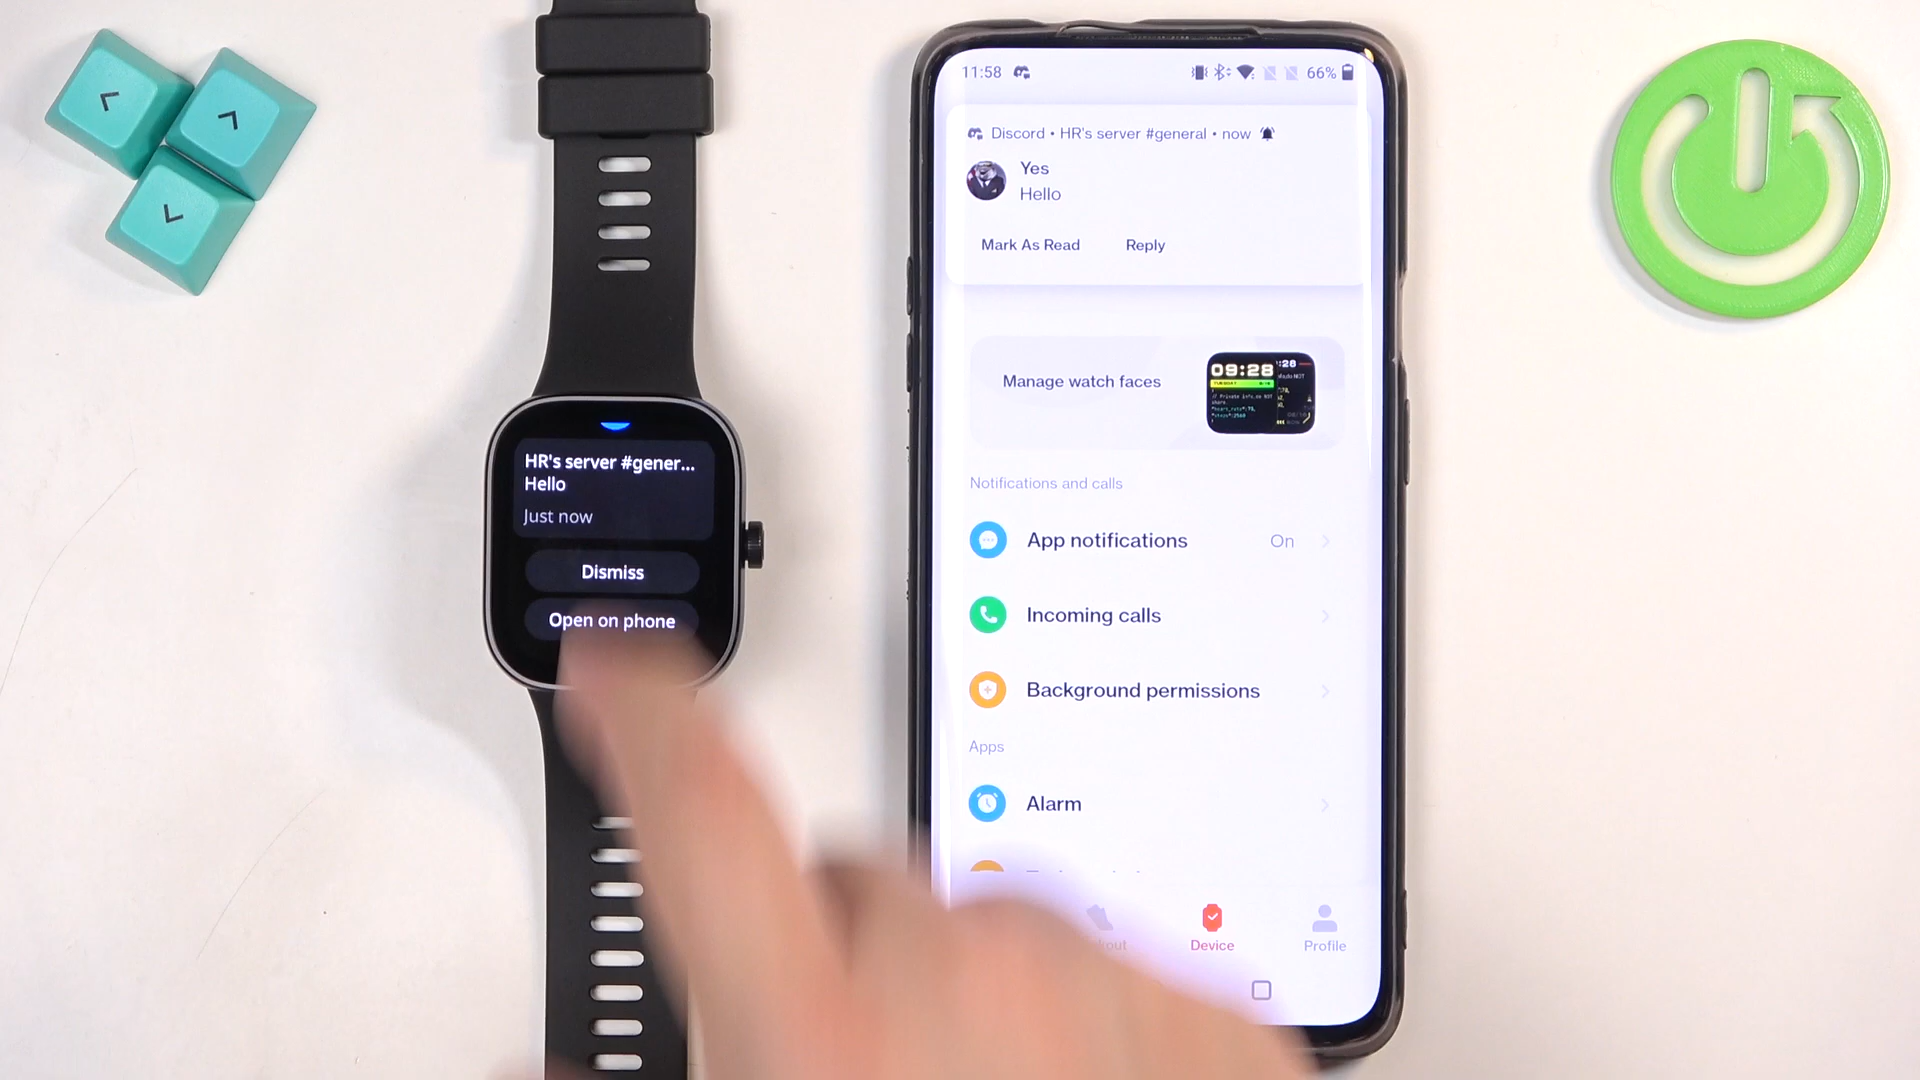 <
^
<
HR's server #gener...
Hello
Just now
Dismiss
Open on phone
11:58
66%
Discord • HR's server #general • now
Yes
Hello
Mark As Read
Reply
Manage watch faces
09:28
:28
Notifications and calls
App notifications
On
Incoming calls
Background permissions
Apps
Alarm
Device
Profile